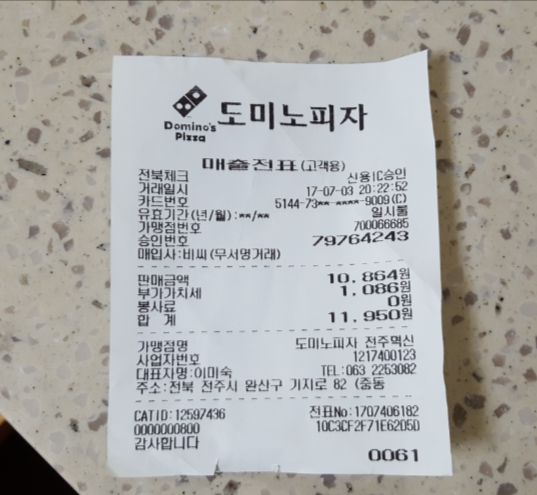 Domino's
Pizza
도미노피자
매출전표(고객용)
전북체크 신용IC승인
거래일시 17-07-03 20:22:52
카드번호 5144-73**-****-9009(C)
유효기간(년/월):**/** 일시불
가맹점번호 700066685
승인번호 79764243
매입사:비씨(무서명거래)
판매금액 10,864원
부가가치세 1,086원
봉사료 0원
합 계 11,950원
가맹점명 도미노피자 전주혁신
사업자번호 1217400123
대표자명:이미숙 TEL:063 2253082
주소:전북 전주시 완산구 기지로 82 (중동
CATID:12597436 전표No:1707406182
0000000800 10C3CF2F71E6205D
감사합니다
0061